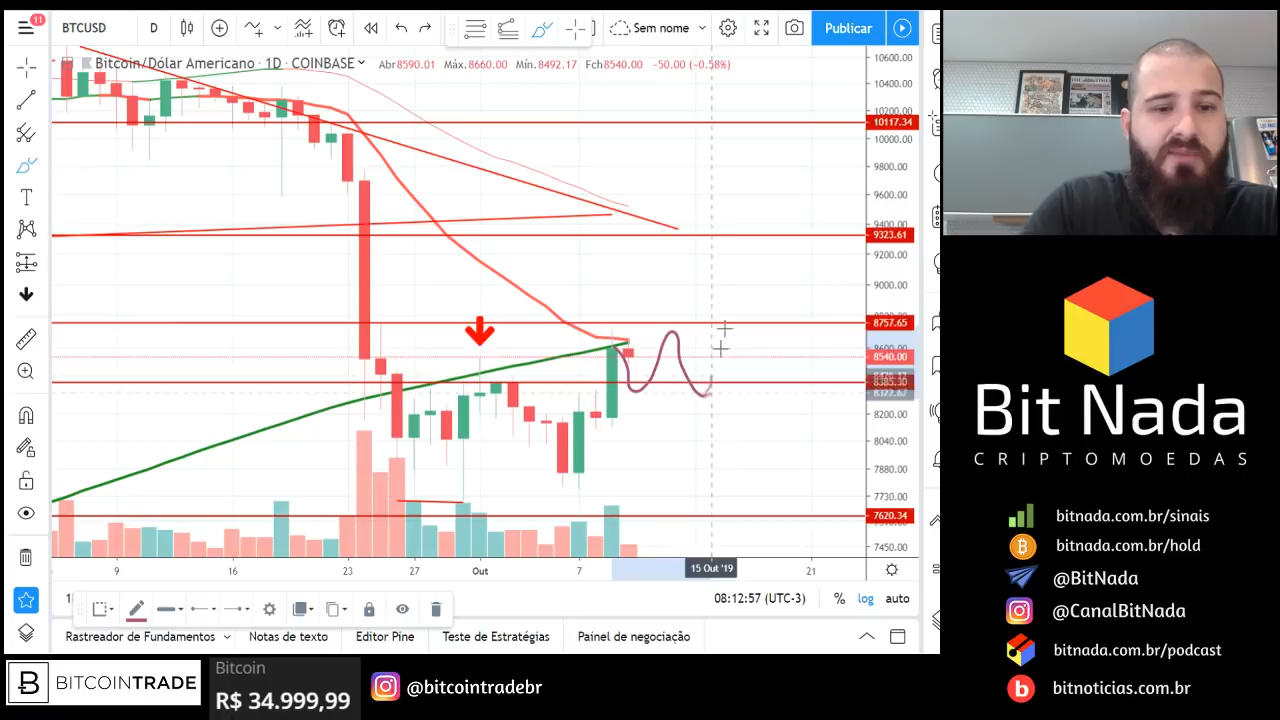 11
BTCUSD
D
Sem nome
Publicar
Bitcoin/Dólar Americano · 1D · COINBASE
Abr8590.01 Máx.8660.00 Mín.8492.17 Fch8540.00 −50.00 (−0.58%)
10600.00
10400.00
10200.00
10117.34
10000.00
9800.00
9600.00
9400.00
9323.61
9200.00
9000.00
8757.65
8600.00
8540.00
8385.30
8200.00
8040.00
7880.00
7730.00
7620.34
7450.00
9 16 23 27 Out 7 15 Out '19 21
08:12:57 (UTC-3) % log auto
Rastreador de Fundamentos Notas de texto Editor Pine Teste de Estratégias Painel de negociação
Bit Nada
CRIPTOMOEDAS
bitnada.com.br/sinais
bitnada.com.br/hold
@BitNada
@CanalBitNada
bitnada.com.br/podcast
bitnoticias.com.br
BITCOINTRADE
Bitcoin
R$ 34.999,99
@bitcointradebr